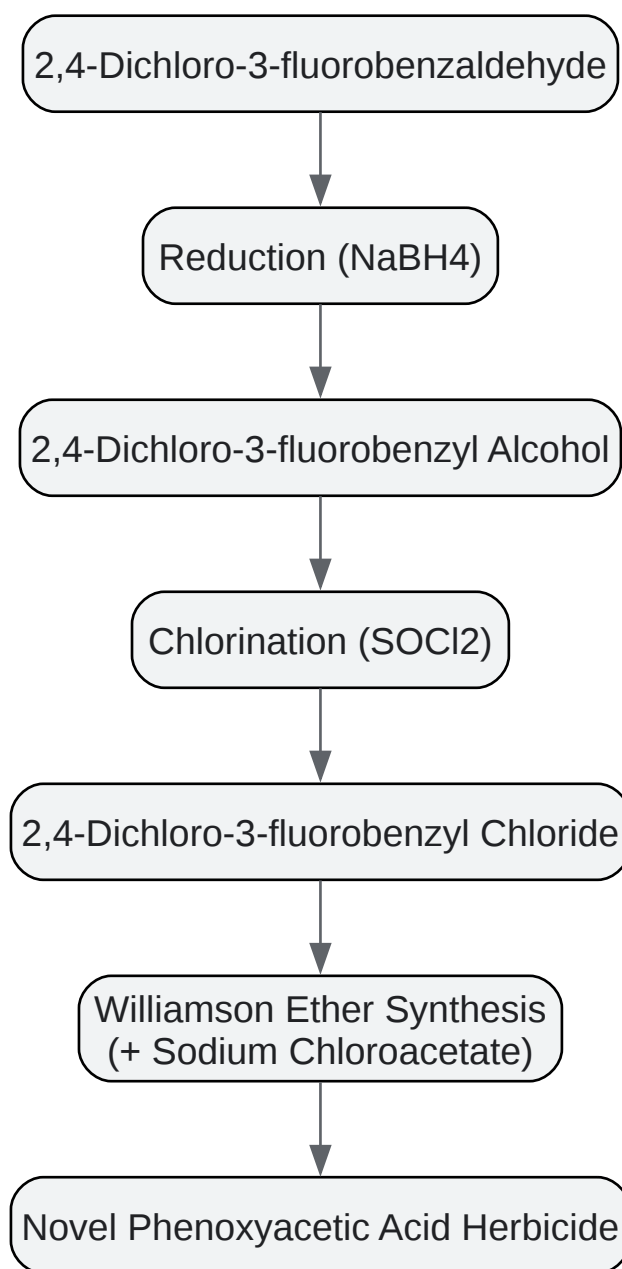 2,4-Dichloro-3-fluorobenzaldehyde
Reduction (NaBH4)
2,4-Dichloro-3-fluorobenzyl Alcohol
Chlorination (SOCl2)
2,4-Dichloro-3-fluorobenzyl Chloride
Williamson Ether Synthesis
(+ Sodium Chloroacetate)
Novel Phenoxyacetic Acid Herbicide